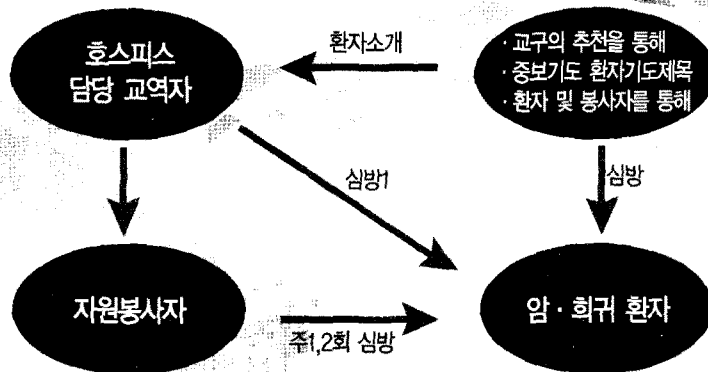 호스피스
담당 교역자
환자소개
· 교구의 추천을 통해
· 중보기도 환자기도제목
· 환자 및 봉사자를 통해
심방1
심방
자원봉사자
주1,2회 심방
암 · 희귀 환자